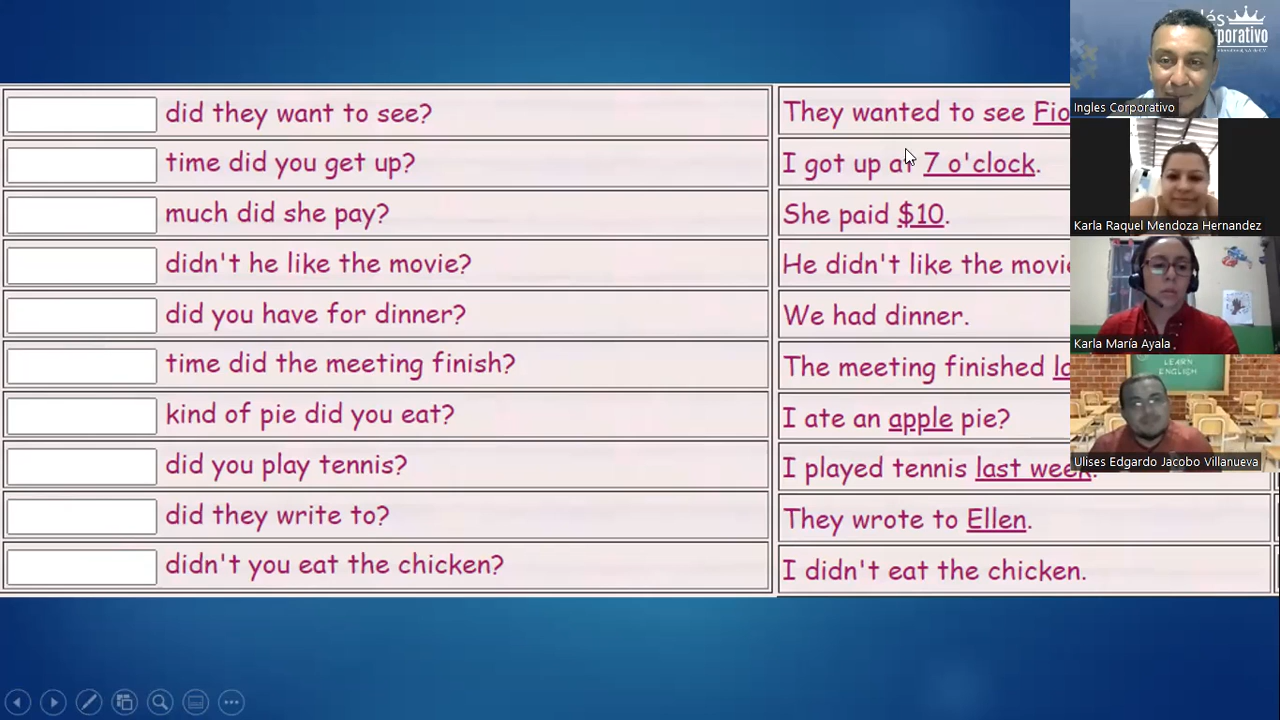 did they want to see?
They wanted to see
time did you get up?
I got up at 7 o'clock.
much did she pay?
She paid $10.
didn't he like the movie?
He didn't like the movie
did you have for dinner?
We had dinner.
time did the meeting finish?
The meeting finished
kind of pie did you eat?
I ate an apple pie?
did you play tennis?
I played tennis last week.
did they write to?
They wrote to Ellen.
didn't you eat the chicken?
I didn't eat the chicken.
Ingles Corporativo
Karla Raquel Mendoza Hernandez
Karla María Ayala
LEARN
ENGLISH
Ulises Edgardo Jacobo Villanueva